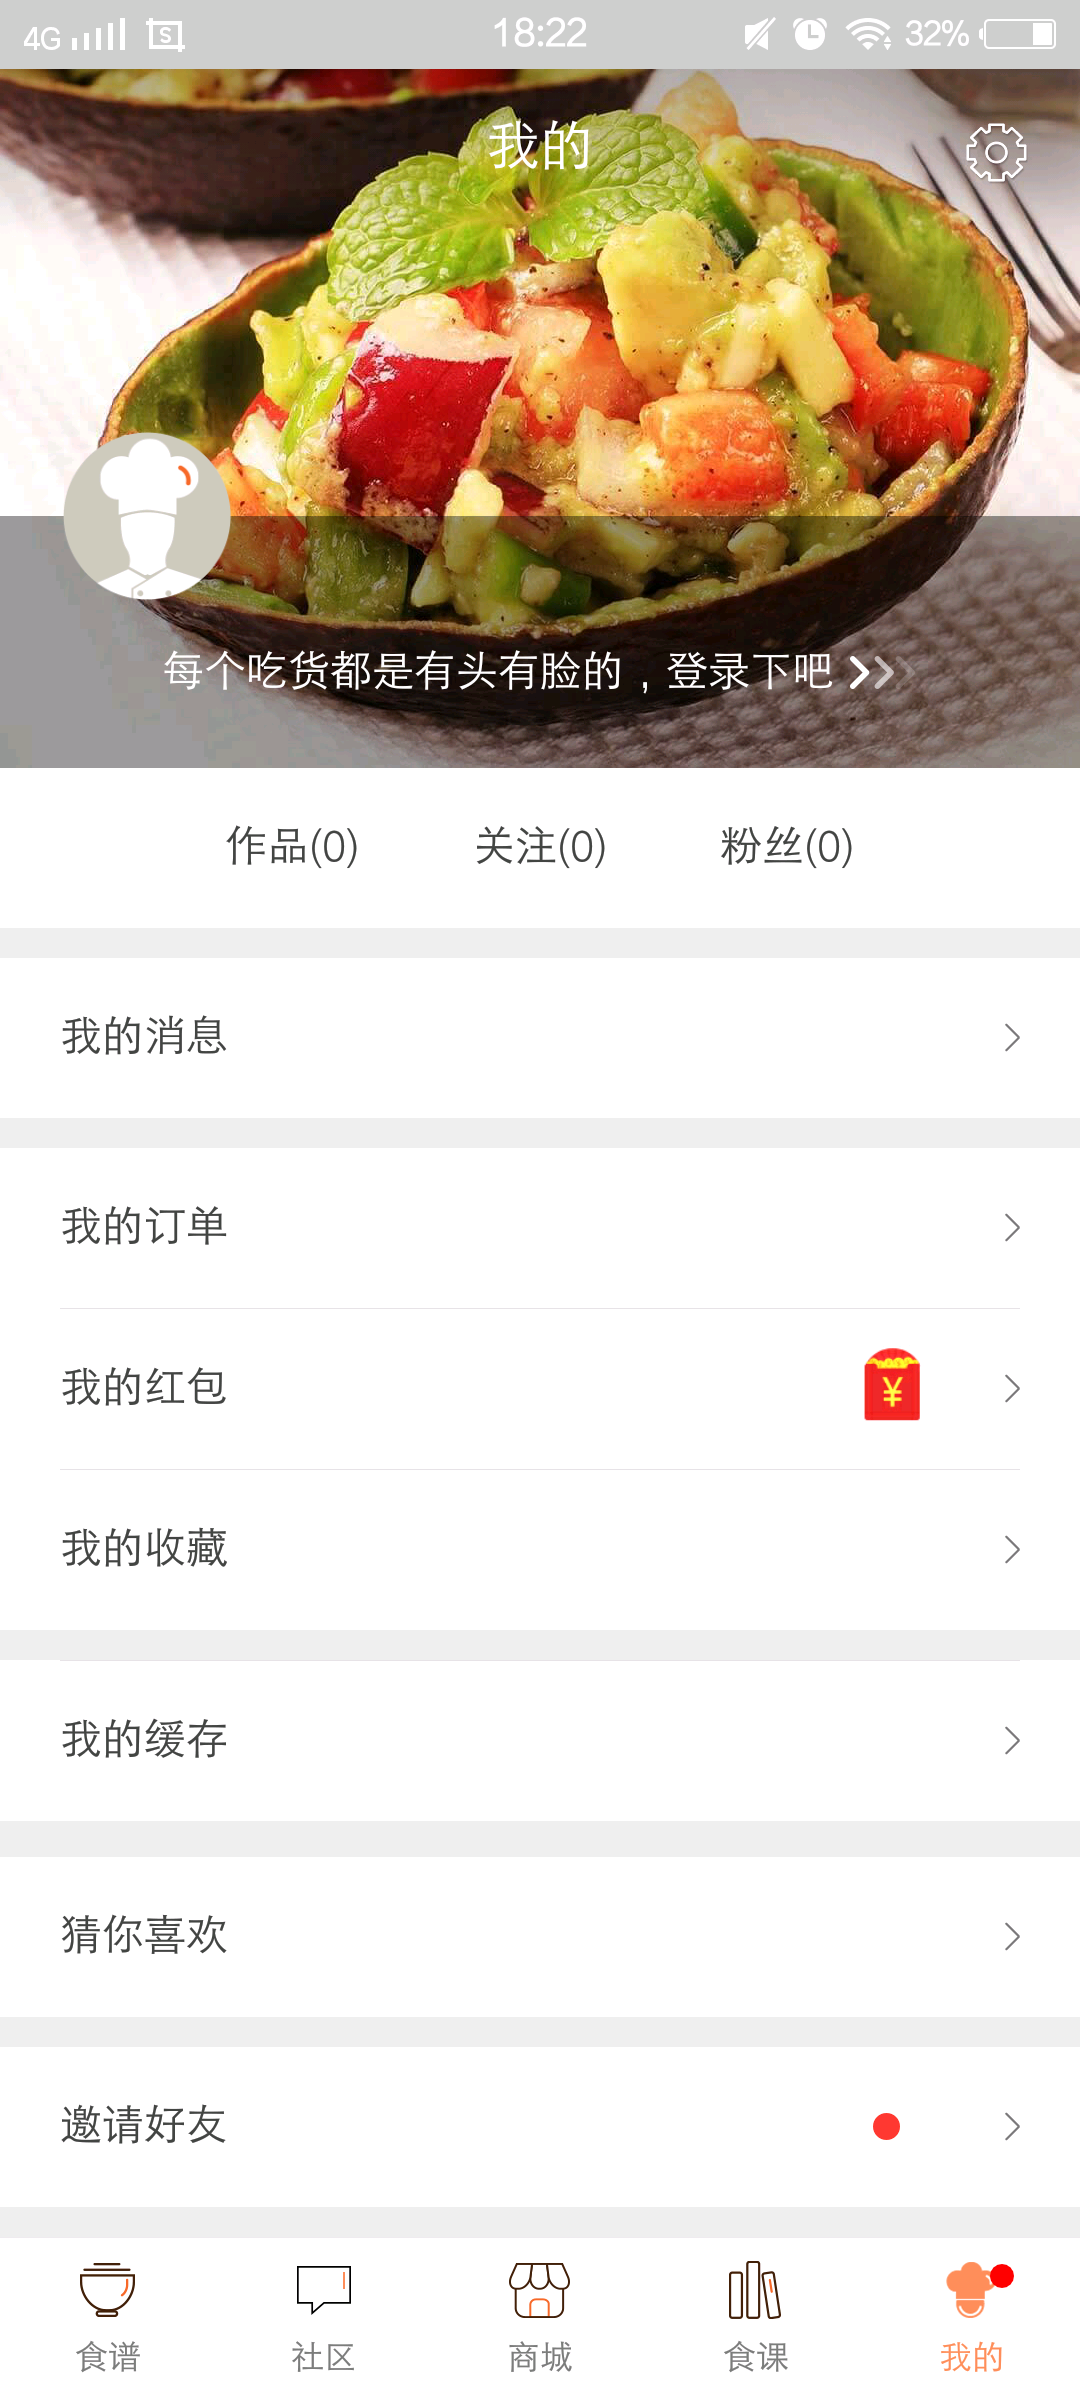 4G 18:22 32%
我的
每个吃货都是有头有脸的，登录下吧
作品(0) 关注(0) 粉丝(0)
我的消息
我的订单
我的红包 ¥
我的收藏
我的缓存
猜你喜欢
邀请好友
食谱 社区 商城 食课 我的